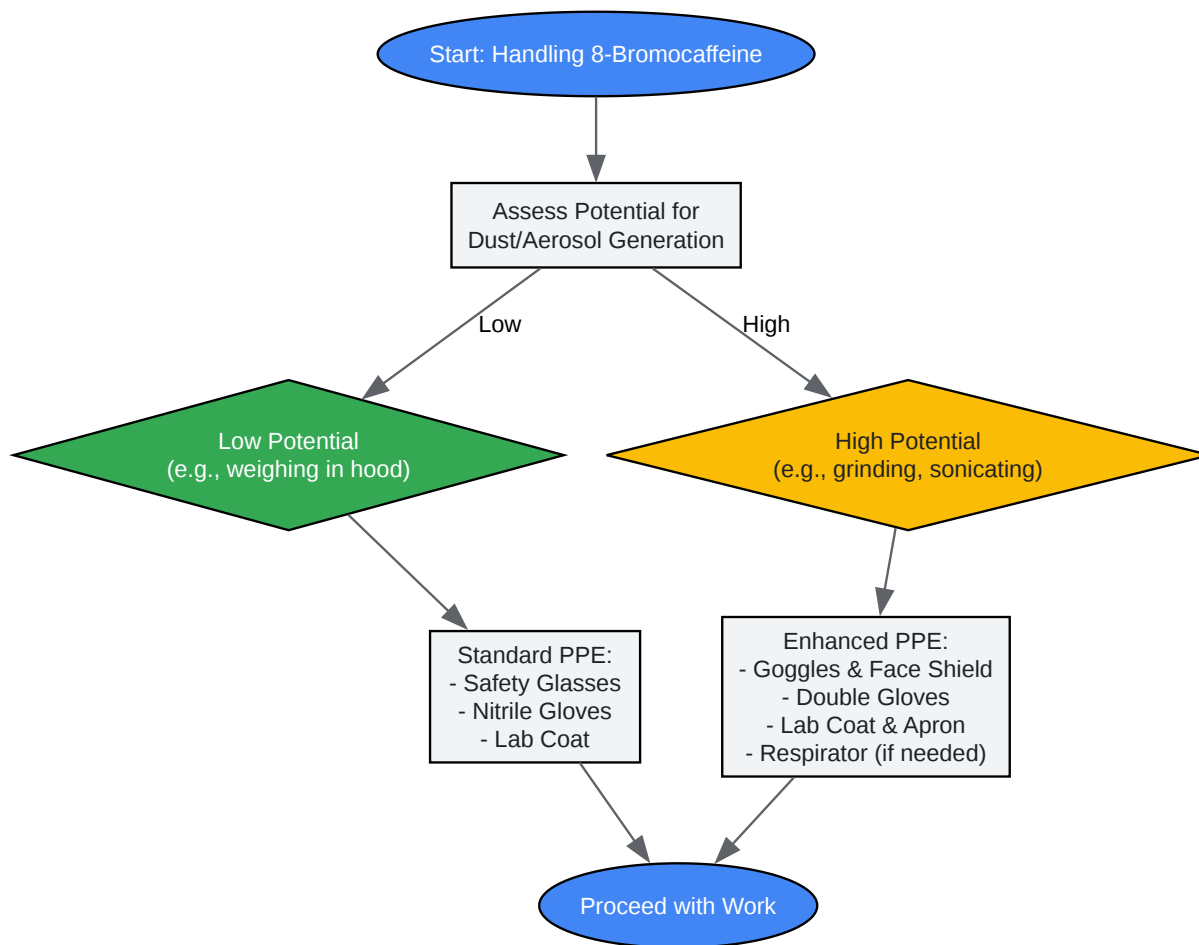 Start: Handling 8-Bromocaffeine
Assess Potential for
Dust/Aerosol Generation
Low
High
Low Potential
(e.g., weighing in hood)
High Potential
(e.g., grinding, sonicating)
Standard PPE:
- Safety Glasses
- Nitrile Gloves
- Lab Coat
Enhanced PPE:
- Goggles & Face Shield
- Double Gloves
- Lab Coat & Apron
- Respirator (if needed)
Proceed with Work